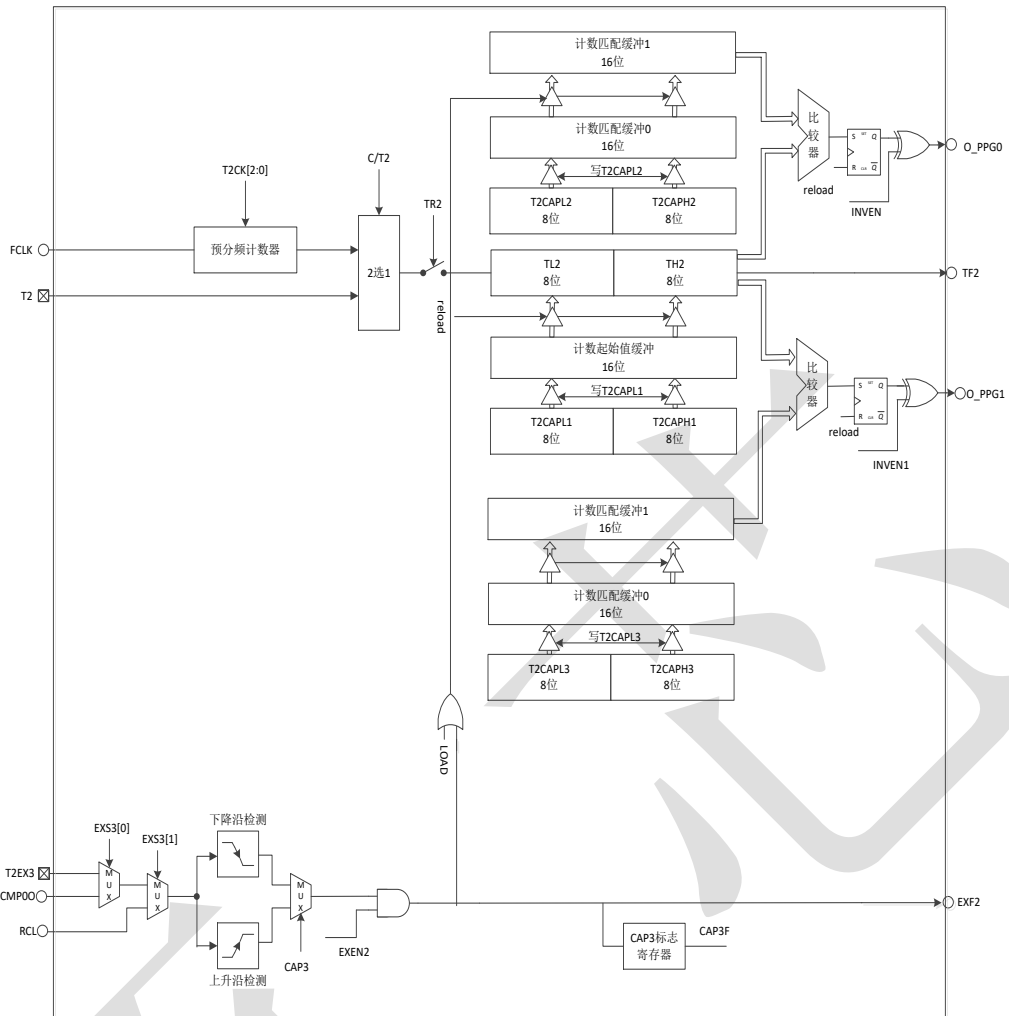 计数匹配缓冲1
16位
计数匹配缓冲0
16位
写T2CAPL2
T2CAPL2
8位
T2CAPH2
8位
比较器
S SET Q
R CLR Q
reload
INVEN
O_PPG0
T2CK[2:0]
C/T2
TR2
FCLK
预分频计数器
2选1
T2
TL2
8位
TH2
8位
TF2
reload
计数起始值缓冲
16位
写T2CAPL1
T2CAPL1
8位
T2CAPH1
8位
比较器
S SET Q
R CLR Q
reload
INVEN1
O_PPG1
计数匹配缓冲1
16位
计数匹配缓冲0
16位
写T2CAPL3
T2CAPL3
8位
T2CAPH3
8位
LOAD
EXS3[0]
EXS3[1]
下降沿检测
T2EX3
CMP0O
RCL
MUX
MUX
MUX
上升沿检测
CAP3
EXEN2
CAP3标志
寄存器
CAP3F
EXF2